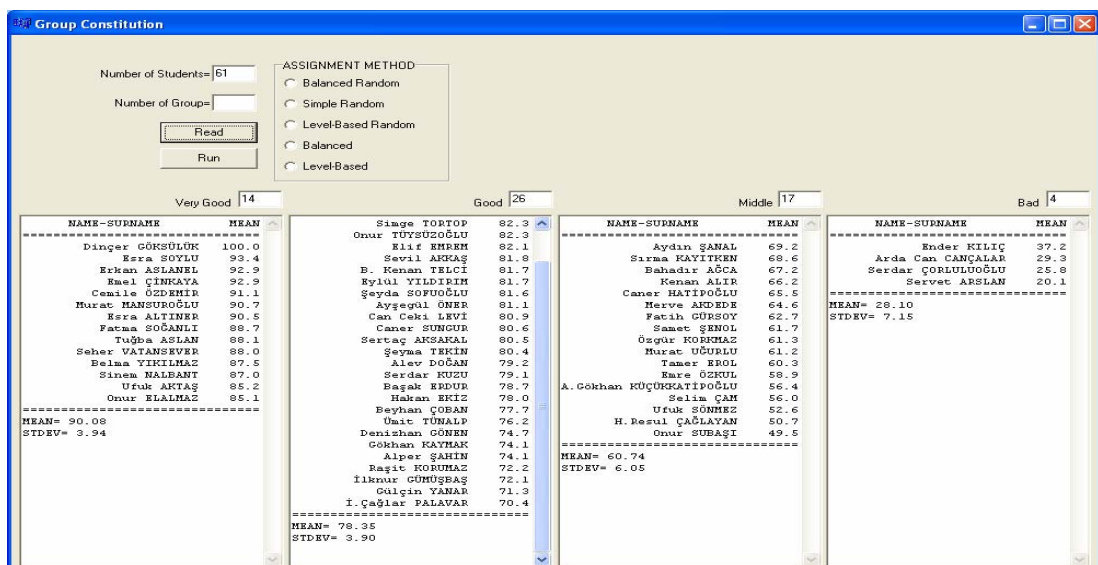 Group Constitution
Number of Students= 61
Number of Group=
Read
Run
ASSIGNMENT METHOD
Balanced Random
Simple Random
Level-Based Random
Balanced
Level-Based
Very Good 14
NAME-SURNAME MEAN
Dinçer GÖKSÜLÜK 100.0
Esra SOYLU 93.4
Erkan ASLANEL 92.9
Emel ÇİNKAYA 92.9
Cemile ÖZDEMİR 91.1
Murat MANSUROĞLU 90.7
Esra ALTINER 90.5
Fatma SOĞANLI 88.7
Tuğba ASLAN 88.1
Seher VATANSEVER 88.0
Belma YIKILMAZ 87.5
Sinem NALBANT 87.0
Ufuk AKTAŞ 85.2
Onur ELALMAZ 85.1
MEAN= 90.08
STDEV= 3.94
Good 26
Simge TORTOP 82.3
Onur TÜYSÜZOĞLU 82.3
Elif EMREM 82.1
Sevil AKKAŞ 81.8
B. Kenan TELCİ 81.7
Eylül YILDIRIM 81.7
Şeyda SOFUOĞLU 81.6
Ayşegül ÖNER 81.1
Can Ceki LEVİ 80.9
Caner SUNGUR 80.6
Sertaç AKSAKAL 80.5
Şeyma TEKİN 80.4
Alev DOĞAN 79.2
Serdar KUZU 79.1
Başak ERDUR 78.7
Hakan EKİZ 78.0
Beyhan ÇOBAN 77.7
Ümit TÜNALP 76.2
Denizhan GÖNEN 74.7
Gökhan KAYMAK 74.1
Alper ŞAHİN 74.1
Raşit KORUMAZ 72.2
İlknur GÜMÜŞBAŞ 72.1
Gülçin YANAR 71.3
İ.Çağlar PALAVAR 70.4
MEAN= 78.35
STDEV= 3.90
Middle 17
NAME-SURNAME MEAN
Aydın ŞANAL 69.2
Sırma KAYITKEN 68.6
Bahadır AĞCA 67.2
Kenan ALIR 66.2
Caner HATİPOĞLU 65.5
Merve AKDEDE 64.6
Fatih GÜRSOY 62.7
Samet ŞENOL 61.7
Özgür KORKMAZ 61.3
Murat UĞURLU 61.2
Tamer EROL 60.3
Emre ÖZKUL 58.9
A.Gökhan KÜÇÜKKATİPOĞLU 56.4
Selim ÇAM 56.0
Ufuk SÖNMEZ 52.6
H.Resul ÇAĞLAYAN 50.7
Onur SUBAŞI 49.5
MEAN= 60.74
STDEV= 6.05
Bad 4
NAME-SURNAME MEAN
Ender KILIÇ 37.2
Arda Can CANÇALAR 29.3
Serdar ÇORLULUOĞLU 25.8
Servet ARSLAN 20.1
MEAN= 28.10
STDEV= 7.15